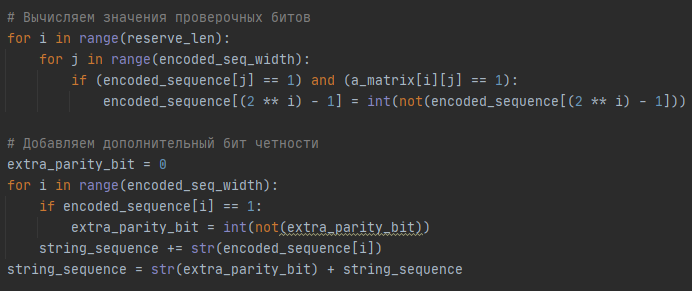 # Вычисляем значения проверочных битов
for i in range(reserve_len):
    for j in range(encoded_seq_width):
        if (encoded_sequence[j] == 1) and (a_matrix[i][j] == 1):
            encoded_sequence[(2 ** i) - 1] = int(not(encoded_sequence[(2 ** i) - 1]))

# Добавляем дополнительный бит четности
extra_parity_bit = 0
for i in range(encoded_seq_width):
    if encoded_sequence[i] == 1:
        extra_parity_bit = int(not(extra_parity_bit))
    string_sequence += str(encoded_sequence[i])
string_sequence = str(extra_parity_bit) + string_sequence